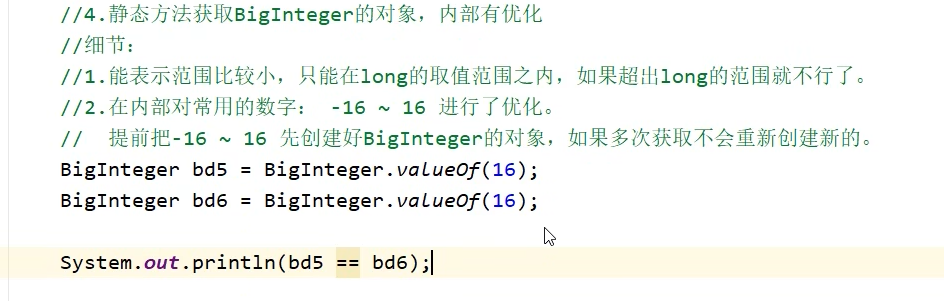 //4.静态方法获取BigInteger的对象，内部有优化
//细节：
//1.能表示范围比较小，只能在long的取值范围之内，如果超出long的范围就不行了。
//2.在内部对常用的数字： -16 ~ 16 进行了优化。
//  提前把-16 ~ 16 先创建好BigInteger的对象，如果多次获取不会重新创建新的。
BigInteger bd5 = BigInteger.valueOf(16);
BigInteger bd6 = BigInteger.valueOf(16);
System.out.println(bd5 == bd6);